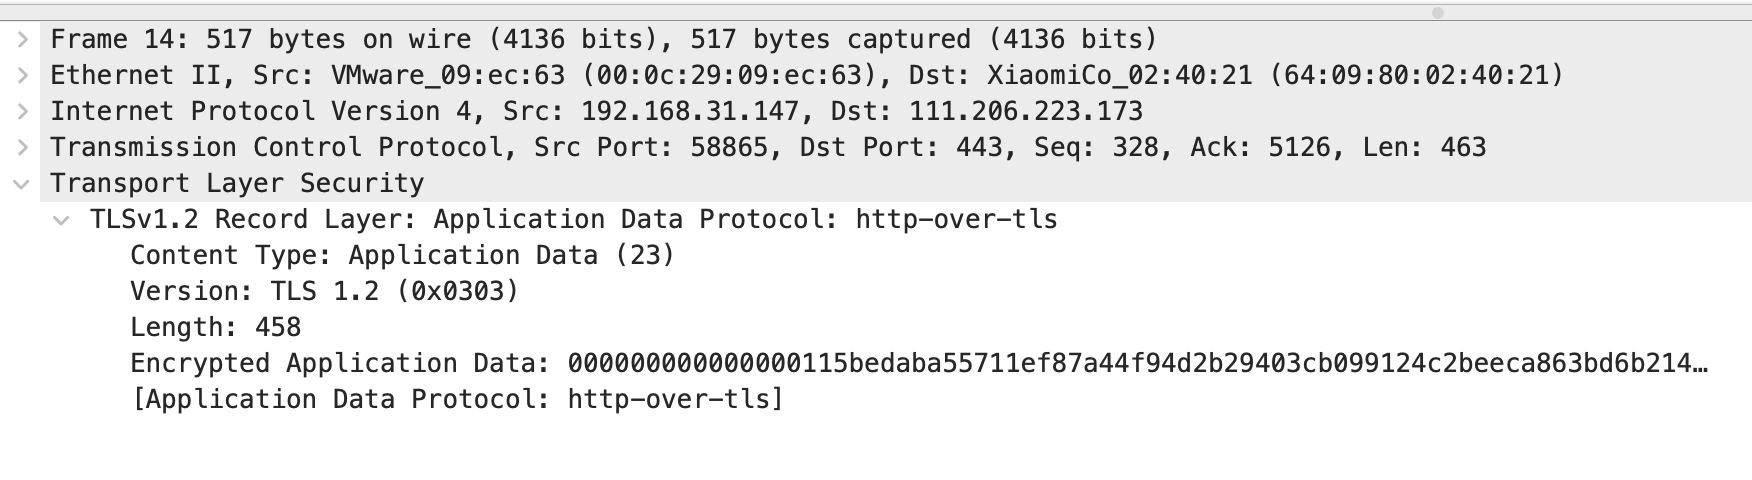 Frame 14: 517 bytes on wire (4136 bits), 517 bytes captured (4136 bits)
Ethernet II, Src: VMware_09:ec:63 (00:0c:29:09:ec:63), Dst: XiaomiCo_02:40:21 (64:09:80:02:40:21)
Internet Protocol Version 4, Src: 192.168.31.147, Dst: 111.206.223.173
Transmission Control Protocol, Src Port: 58865, Dst Port: 443, Seq: 328, Ack: 5126, Len: 463
Transport Layer Security
TLSv1.2 Record Layer: Application Data Protocol: http-over-tls
Content Type: Application Data (23)
Version: TLS 1.2 (0x0303)
Length: 458
Encrypted Application Data: 000000000000000115bedaba55711ef87a44f94d2b29403cb099124c2beeca863bd6b214…
[Application Data Protocol: http-over-tls]